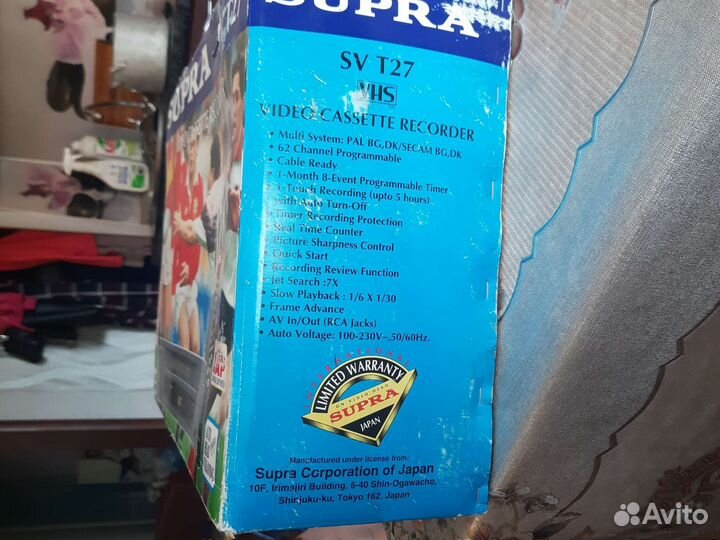 SUPRA
SV T27
VHS
VIDEO CASSETTE RECORDER
• Multi System: PAL BG,DK/SECAM BG,DK
• 62 Channel Programmable
• Cable Ready
• 1-Month 8-Event Programmable Timer
• 1-Touch Recording (upto 5 hours)
• with Auto Turn-Off
• Timer Recording Protection
• Real Time Counter
• Picture Sharpness Control
• Quick Start
• Recording Review Function
• Jet Search :7X
• Slow Playback : 1/6 X 1/30
• Frame Advance
• AV In/Out (RCA Jacks)
• Auto Voltage: 100-230V~,50/60Hz.
INTERNATIONAL
LIMITED WARRANTY
ON VIDEO HEAD
SUPRA
JAPAN
Manufactured under license from:
Supra Corporation of Japan
10F, Irimajiri Building, 5-40 Shin-Ogawacho,
Shinjuku-ku, Tokyo 162, Japan
SUPRA
Avito